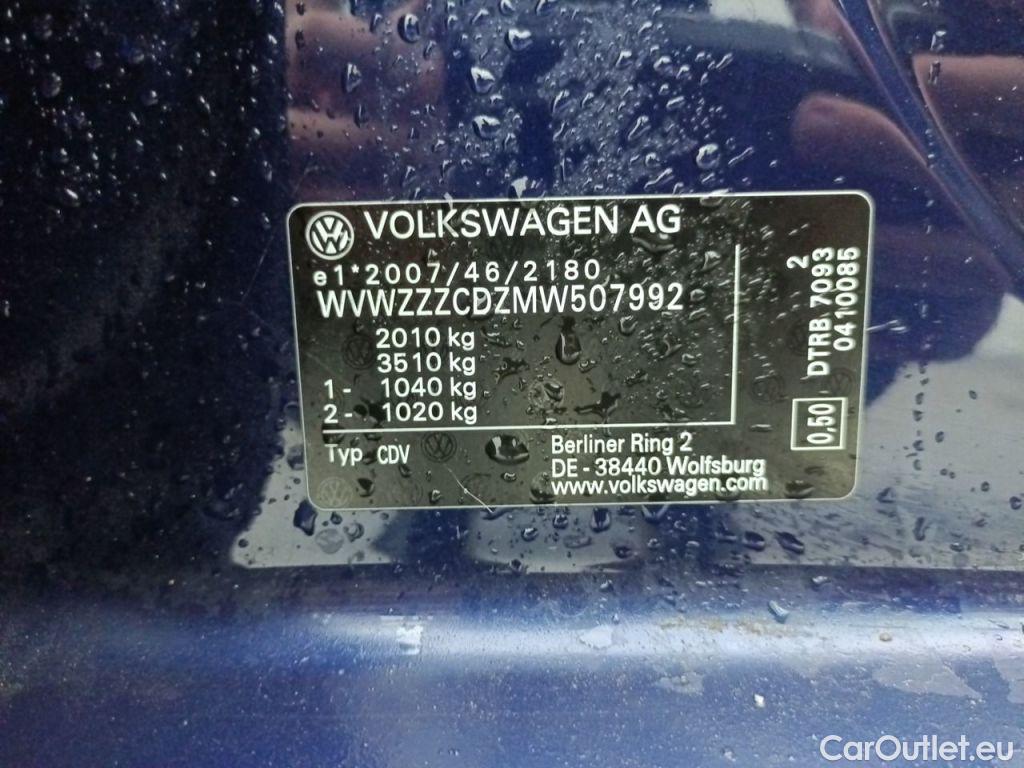 VOLKSWAGEN AG
e1*2007/46/2180
WVWZZZCDZMW507992
2010 kg
3510 kg
1- 1040 kg
2- 1020 kg
Typ CDV
Berliner Ring 2
DE - 38440 Wolfsburg
www.volkswagen.com
2
DTRB 7093
0410085
0,50
CarOutlet.eu